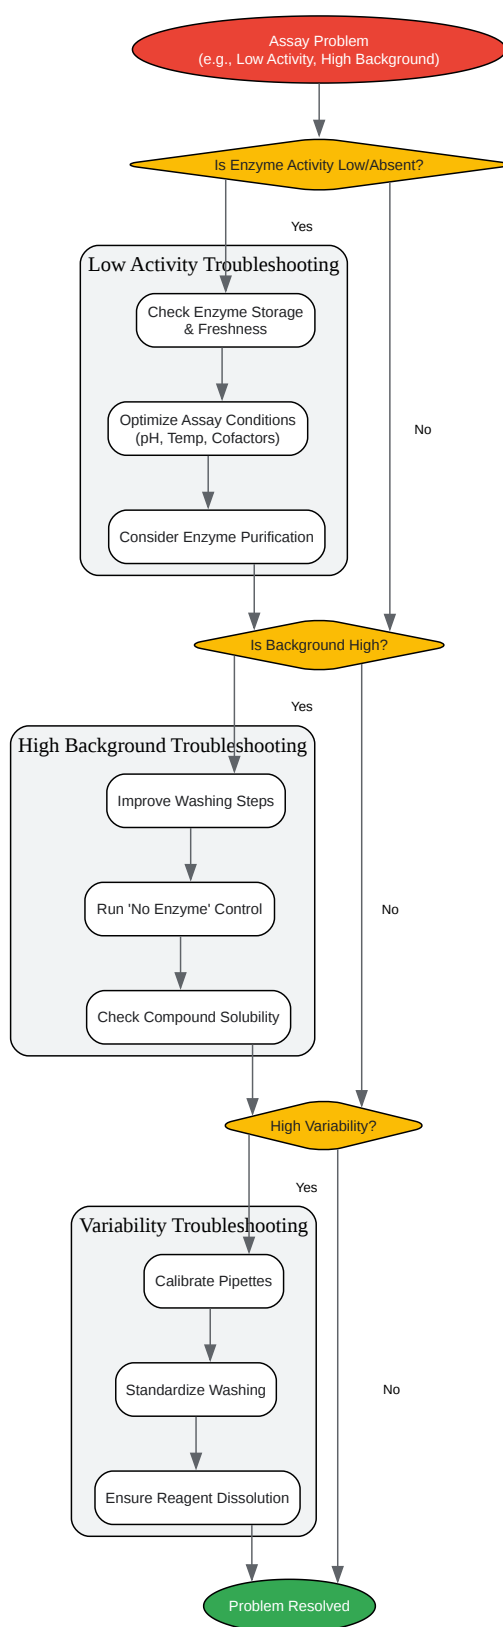 Assay Problem
(e.g., Low Activity, High Background)
Is Enzyme Activity Low/Absent?
Yes
Low Activity Troubleshooting
Check Enzyme Storage
& Freshness
Optimize Assay Conditions
(pH, Temp, Cofactors)
No
Consider Enzyme Purification
Is Background High?
Yes
High Background Troubleshooting
Improve Washing Steps
Run 'No Enzyme' Control
No
Check Compound Solubility
High Variability?
Yes
Variability Troubleshooting
Calibrate Pipettes
Standardize Washing
No
Ensure Reagent Dissolution
Problem Resolved